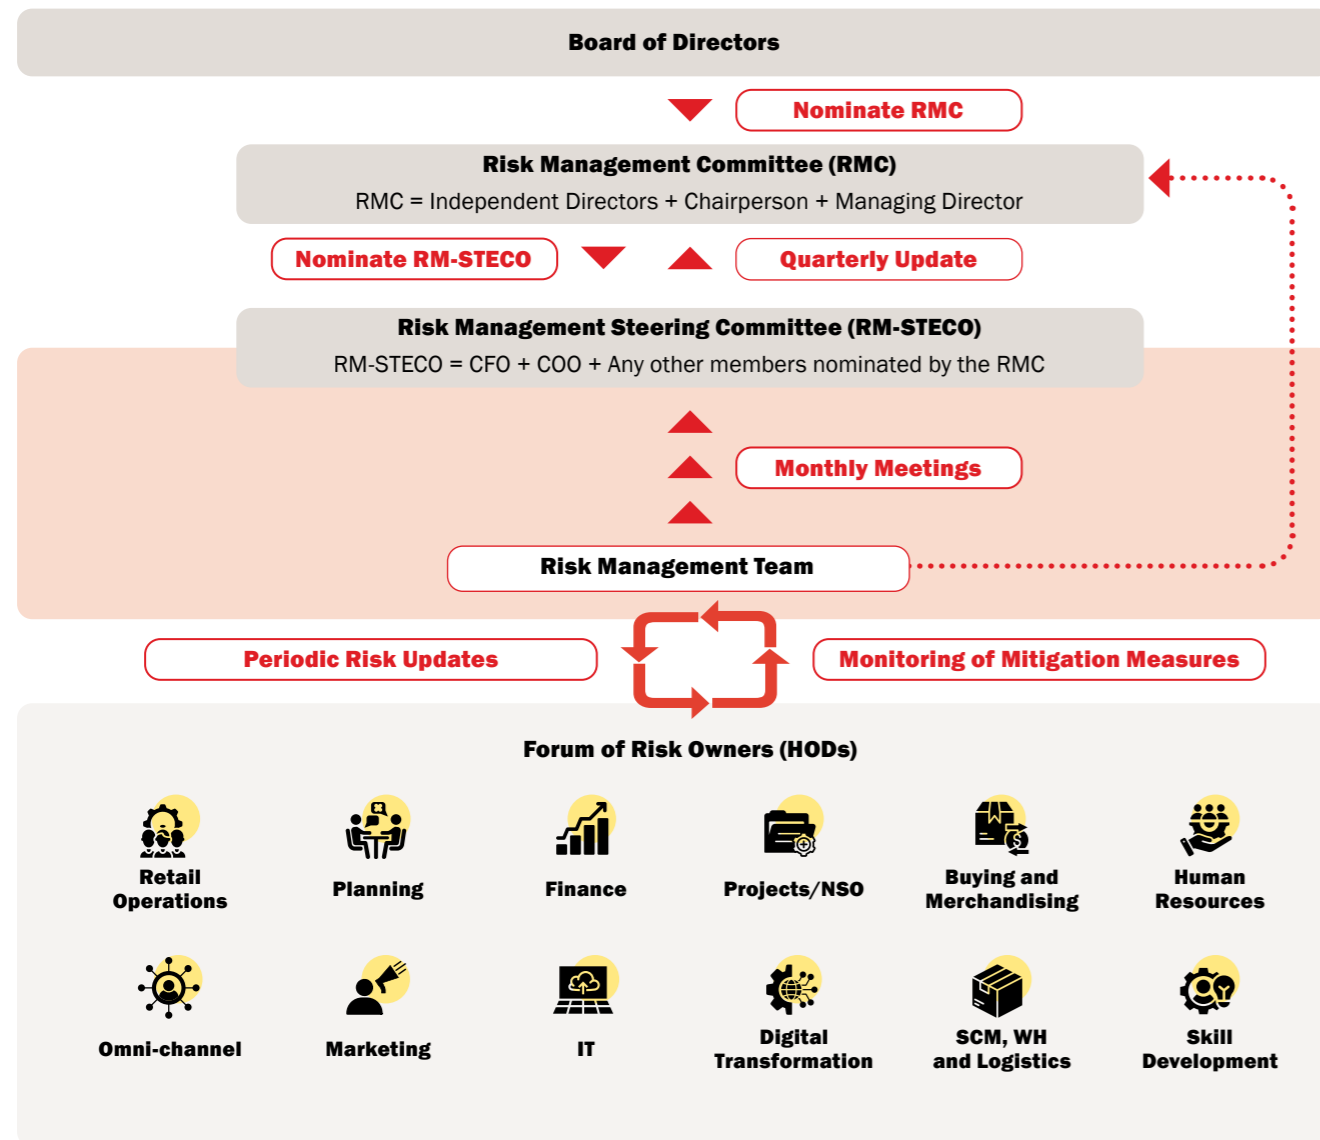 Board of Directors
Nominate RMC
Risk Management Committee (RMC)
RMC = Independent Directors + Chairperson + Managing Director
Nominate RM-STECO
Quarterly Update
Risk Management Steering Committee (RM-STECO)
RM-STECO = CFO + COO + Any other members nominated by the RMC
Monthly Meetings
Risk Management Team
Periodic Risk Updates
Monitoring of Mitigation Measures
Forum of Risk Owners (HODs)
Retail
Operations
Planning
Finance
Projects/NSO
Buying and
Merchandising
Human
Resources
Omni-channel
Marketing
IT
Digital
Transformation
SCM, WH
and Logistics
Skill
Development